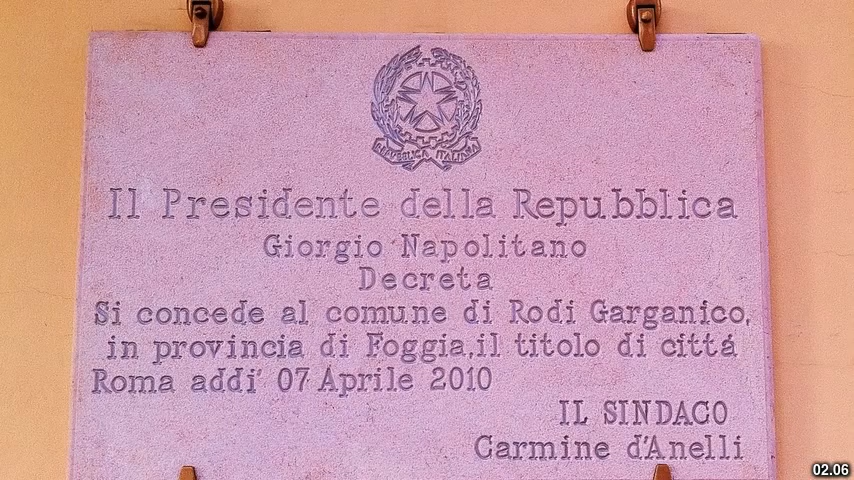 REPVBBLICA ITALIANA
Il Presidente della Repubblica
Giorgio Napolitano
Decreta
Si concede al comune di Rodi Garganico,
in provincia di Foggia,il titolo di cittá
Roma addi' 07 Aprile 2010
IL SINDACO
Carmine d'Anelli
02.06